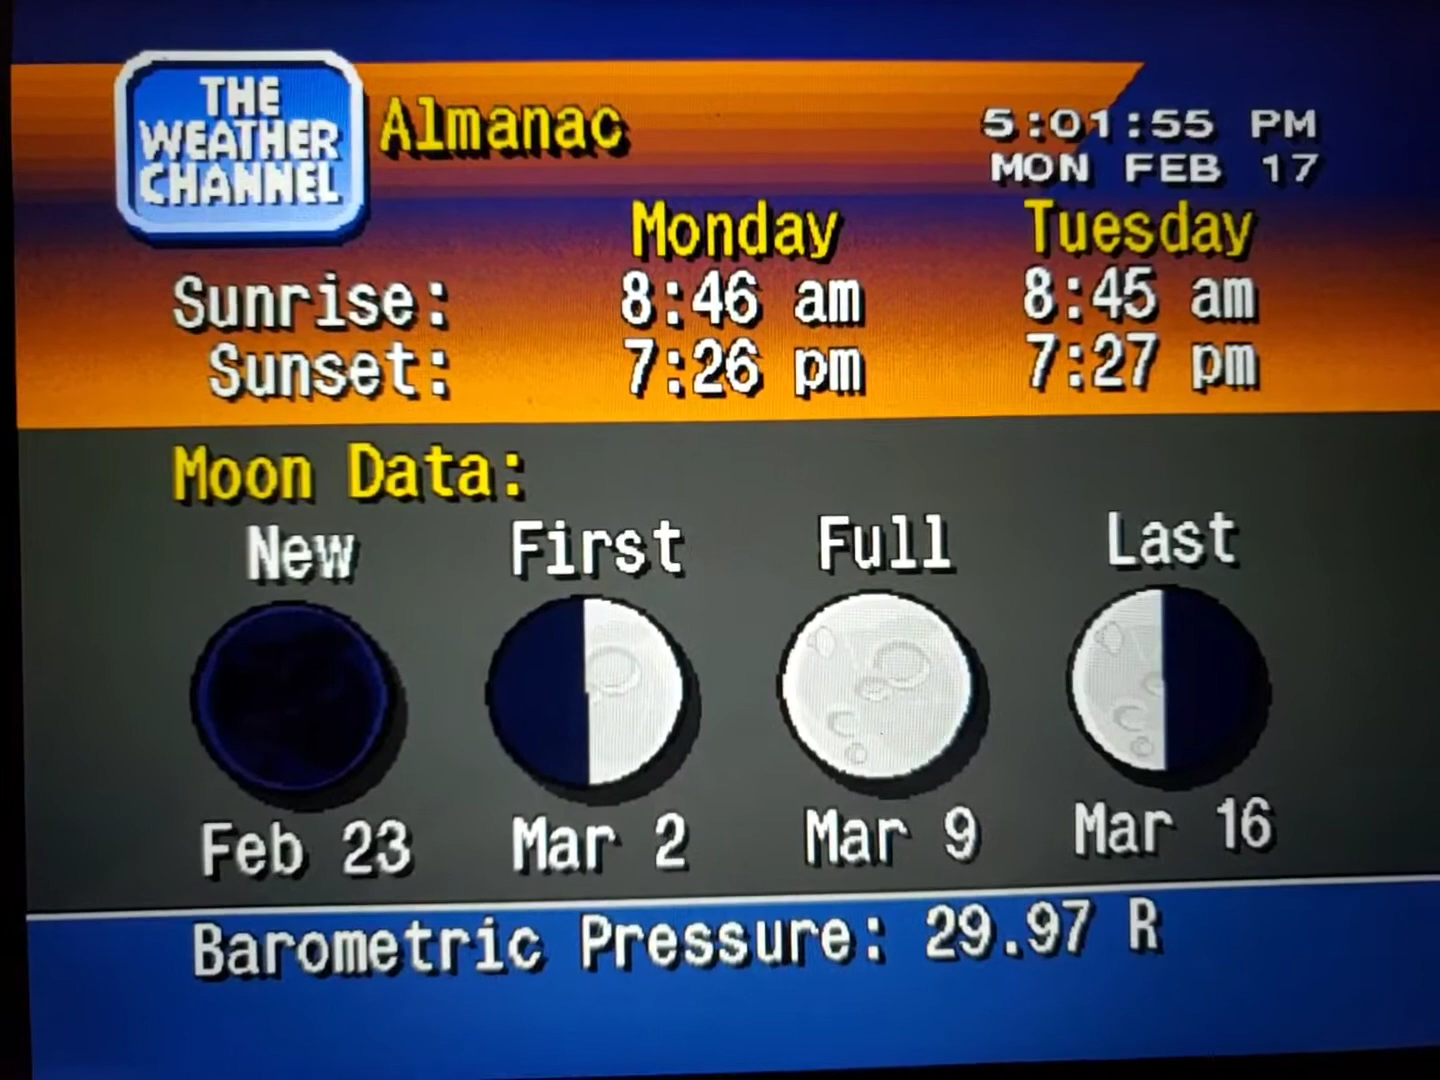 THE
WEATHER
CHANNEL
Almanac
5:01:55 PM
MON FEB 17
Monday Tuesday
Sunrise: 8:46 am 8:45 am
Sunset: 7:26 pm 7:27 pm
Moon Data:
New First Full Last
Feb 23 Mar 2 Mar 9 Mar 16
Barometric Pressure: 29.97 R